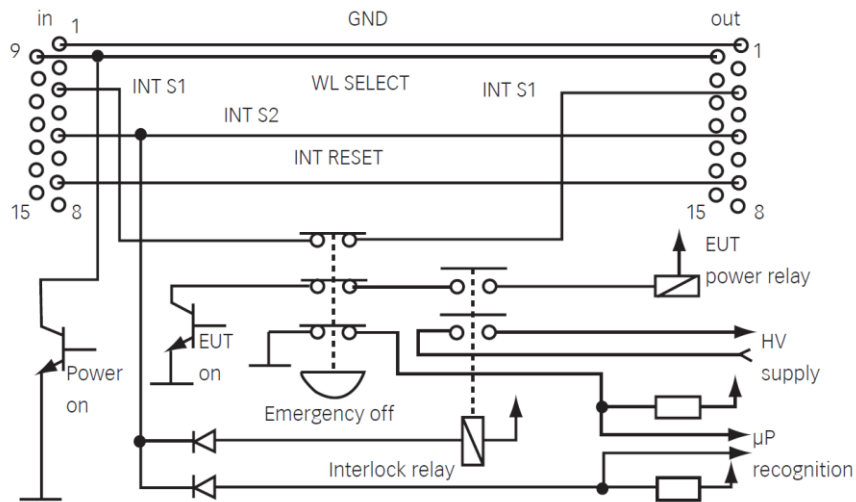 in
1
GND
out
9
1
INT S1
WL SELECT
INT S1
INT S2
INT RESET
15
8
15
8
EUT
power relay
Power
on
EUT
on
HV
supply
Emergency off
µP
recognition
Interlock relay